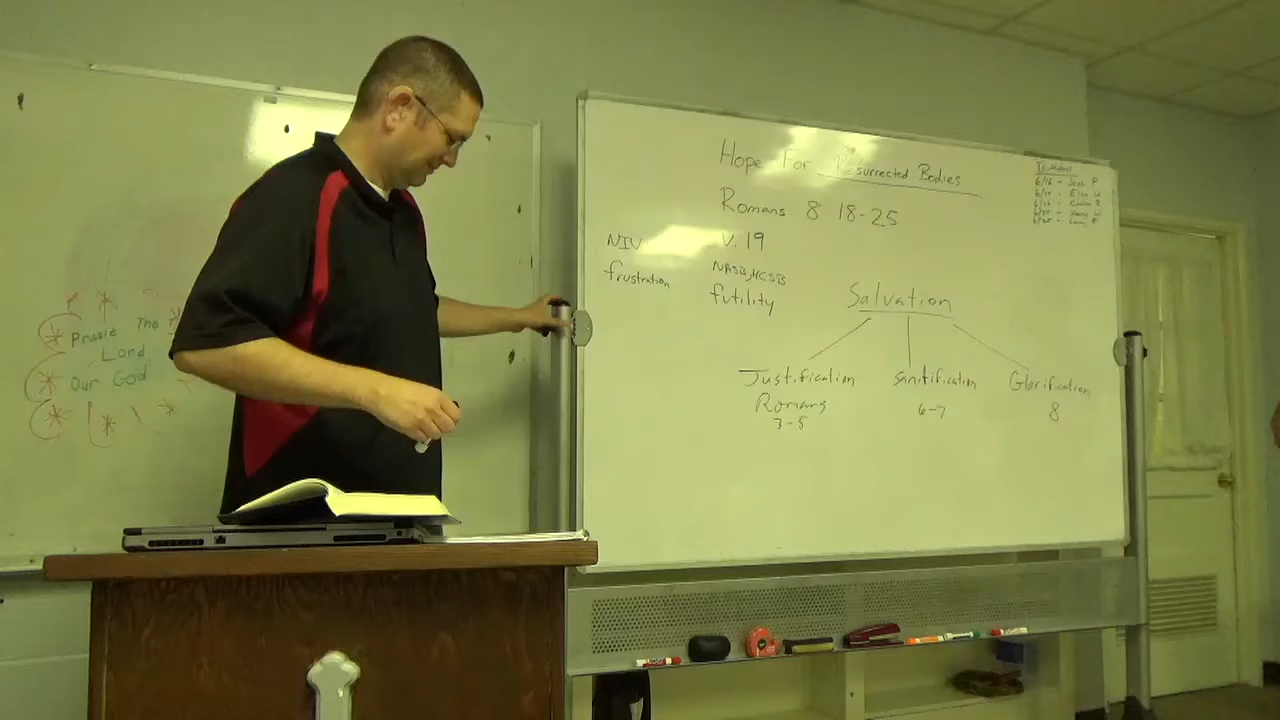 Praise The
Lord
Our God
Hope For Resurrected Bodies
Romans 8 18-25
NIV
frustration
v. 19
NASB, HCSB
futility
Salvation
Justification
Romans
3-5
Sanitification
6-7
Glorification
8